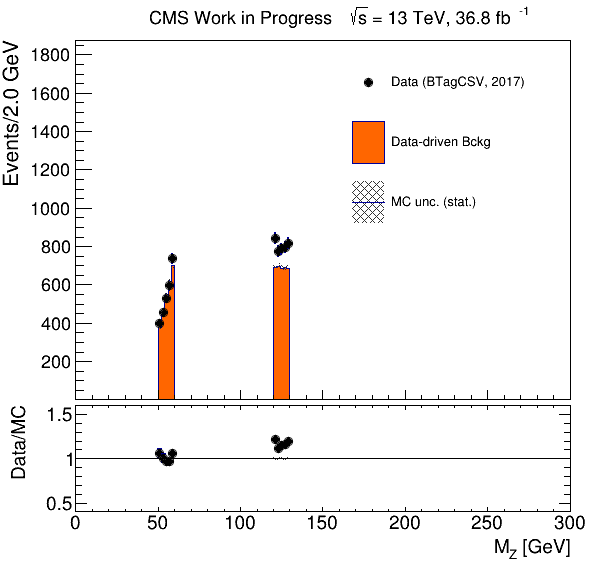 CMS Work in Progress √s = 13 TeV, 36.8 fb -1
Events/2.0 GeV
1800
1600
1400
1200
1000
800
600
400
200
Data (BTagCSV, 2017)
Data-driven Bckg
MC unc. (stat.)
Data/MC
1.5
1
0.5
0 50 100 150 200 250 300
MZ [GeV]